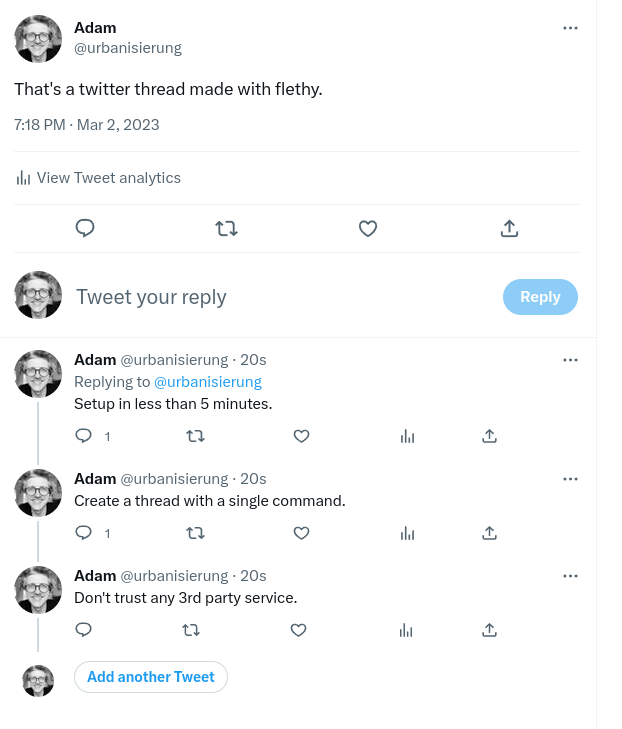 Adam
@urbanisierung
That's a twitter thread made with flethy.
7:18 PM · Mar 2, 2023
View Tweet analytics
Tweet your reply
Reply
Adam @urbanisierung · 20s
Replying to @urbanisierung
Setup in less than 5 minutes.
1
Adam @urbanisierung · 20s
Create a thread with a single command.
1
Adam @urbanisierung · 20s
Don't trust any 3rd party service.
Add another Tweet